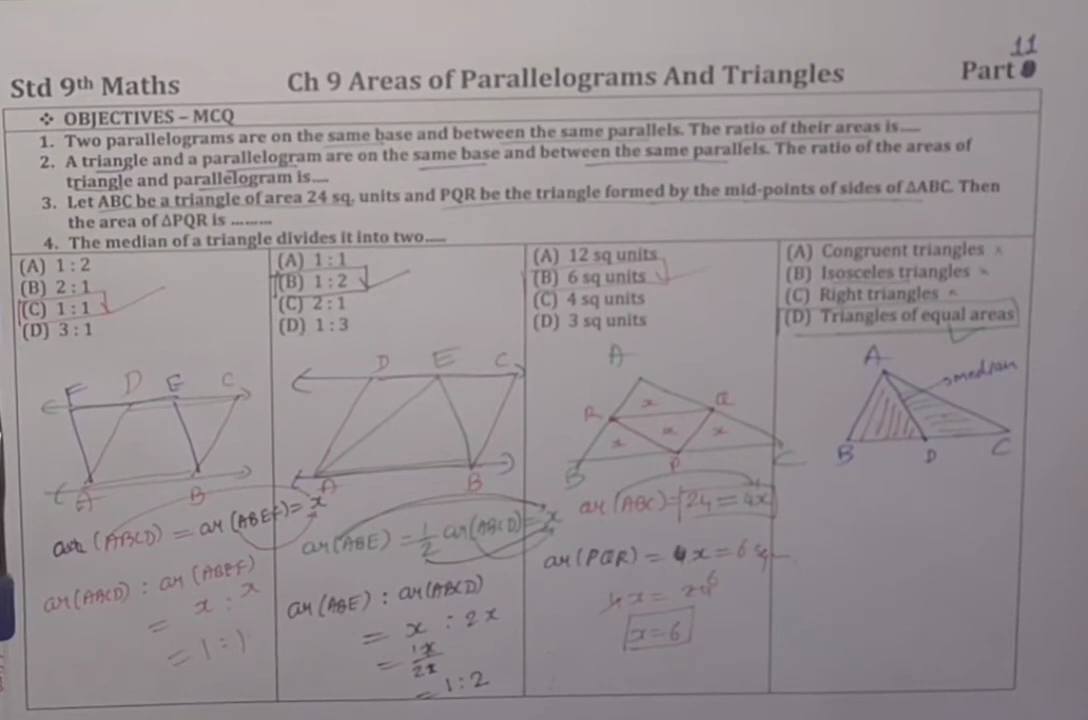 11
Std 9th Maths Ch 9 Areas of Parallelograms And Triangles Part
❖ OBJECTIVES – MCQ
1. Two parallelograms are on the same base and between the same parallels. The ratio of their areas is.....
2. A triangle and a parallelogram are on the same base and between the same parallels. The ratio of the areas of
triangle and parallelogram is....
3. Let ABC be a triangle of area 24 sq. units and PQR be the triangle formed by the mid-points of sides of ΔABC. Then
the area of ΔPQR is .........
4. The median of a triangle divides it into two.....
(A) 1 : 2
(B) 2 : 1
(C) 1 : 1
(D) 3 : 1
F D E C
A B
ar (ABCD) = ar (ABEF) = x
ar(ABCD) : ar (ABEF)
= x : x
= 1 : 1
(A) 1 : 1
(B) 1 : 2
(C) 2 : 1
(D) 1 : 3
D E C
A B
ar(ABE) = 1/2 ar(ABCD) = x
ar(ABE) : ar(ABCD)
= x : 2x
= 1x/2x
= 1 : 2
(A) 12 sq units
(B) 6 sq units
(C) 4 sq units
(D) 3 sq units
A
R x Q
x x x
B P C
ar (ABC) = 24 = 4x
ar (PQR) = x = 6 sq
4x = 24 6
x = 6
(A) Congruent triangles ×
(B) Isosceles triangles ×
(C) Right triangles ×
(D) Triangles of equal areas
A median
B D C